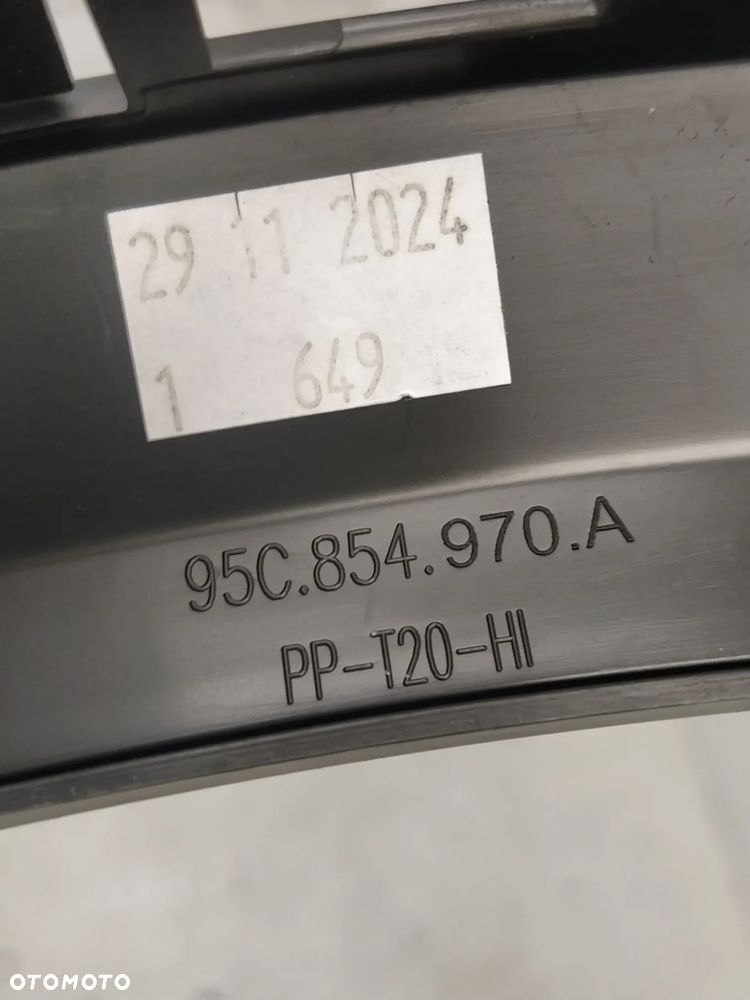 29 11 2024
1 649
95C.854.970.A
PP-T20-HI
OTOMOTO